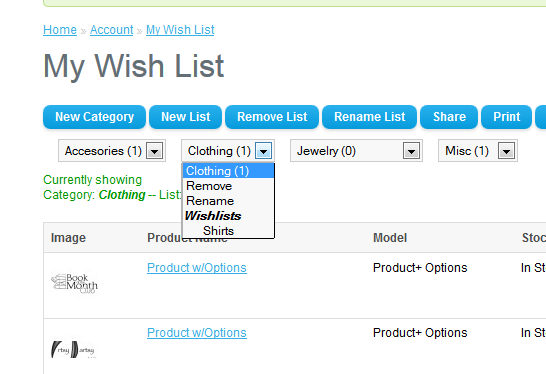 Home » Account » My Wish List
My Wish List
New Category New List Remove List Rename List Share Print
Accesories (1) Clothing (1) Jewelry (0) Misc (1)
Clothing (1)
Remove
Rename
Wishlists
Shirts
Currently showing
Category: Clothing -- List:
Image Product Name Model Stoc
Book Month Club Product w/Options Product+ Options In St
Product w/Options Product+ Options In St